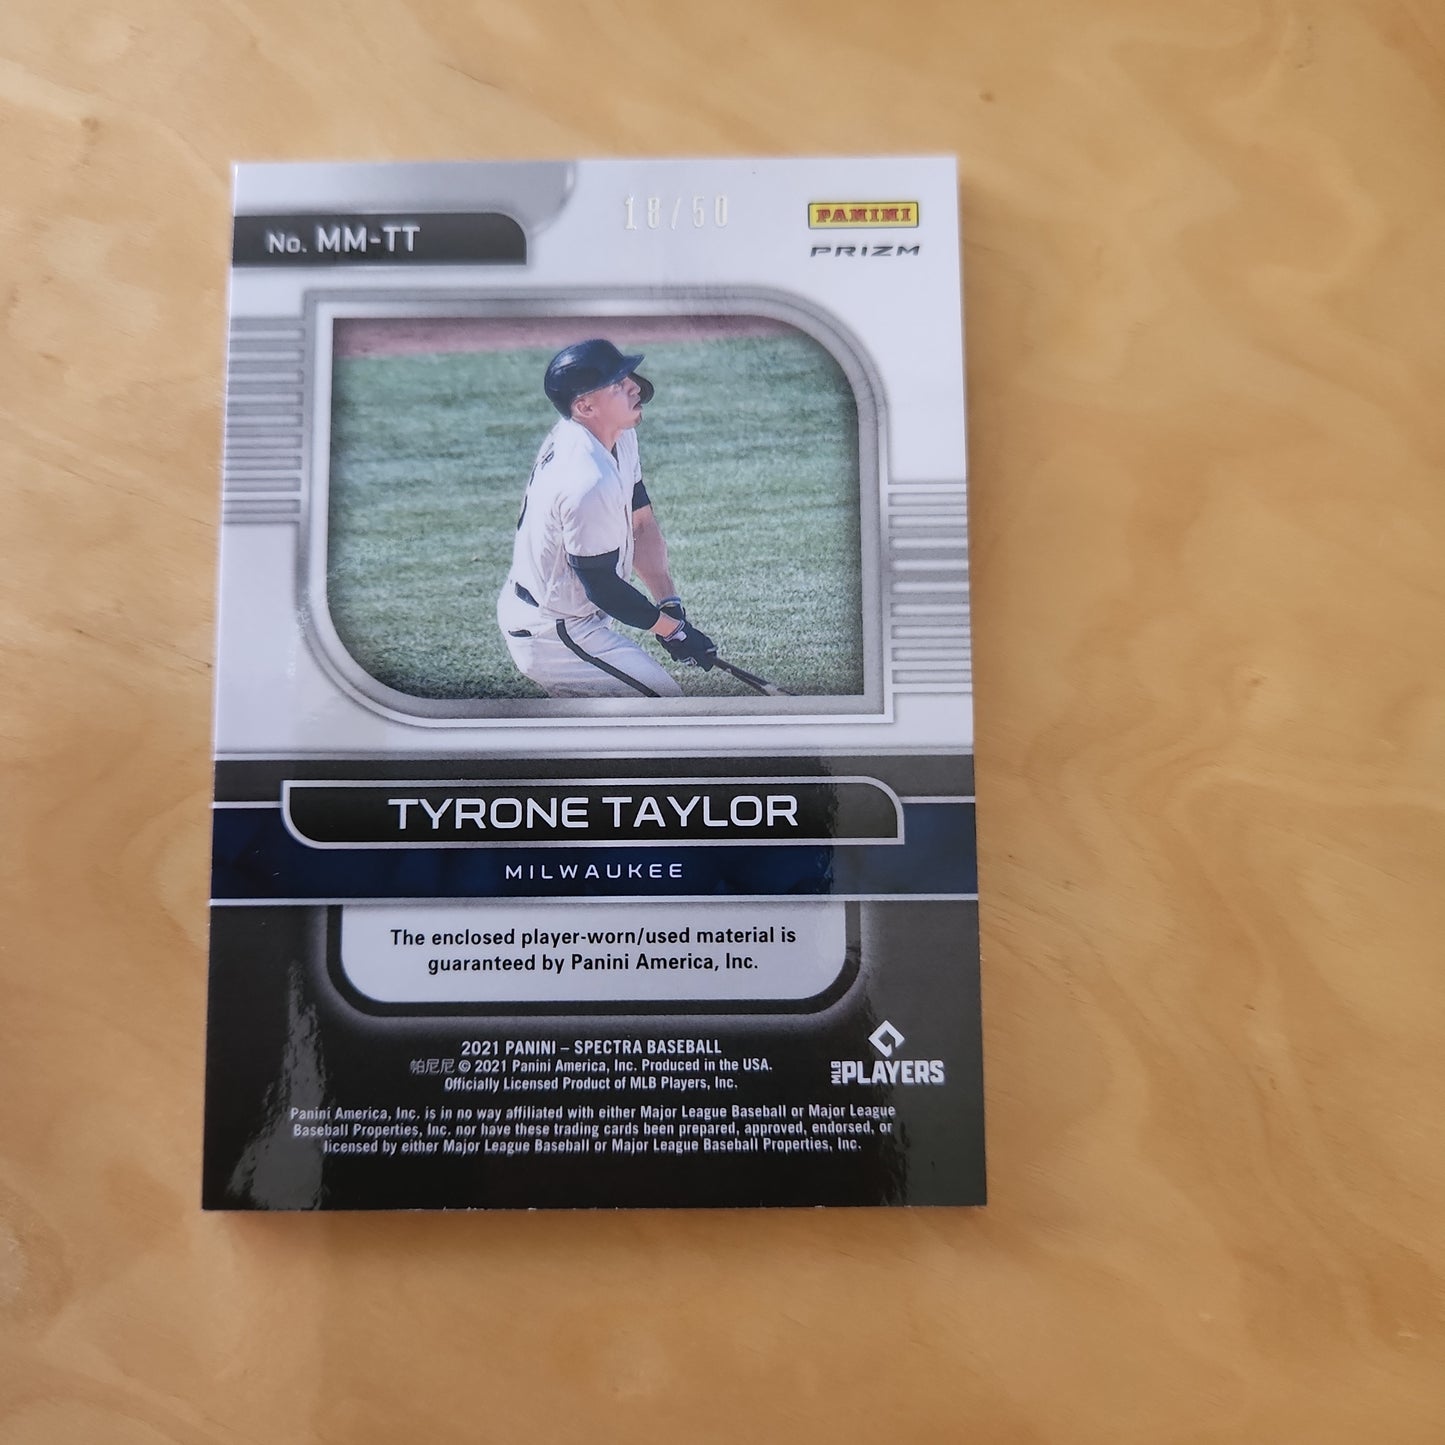 18/50
PANINI
No. MM-TT
PRIZM
TYRONE TAYLOR
MILWAUKEE
The enclosed player-worn/used material is
guaranteed by Panini America, Inc.
2021 PANINI – SPECTRA BASEBALL
帕尼尼 © 2021 Panini America, Inc. Produced in the USA.
Officially Licensed Product of MLB Players, Inc.
MLB PLAYERS
Panini America, Inc. is in no way affiliated with either Major League Baseball or Major League
Baseball Properties, Inc. nor have these trading cards been prepared, approved, endorsed, or
licensed by either Major League Baseball or Major League Baseball Properties, Inc.